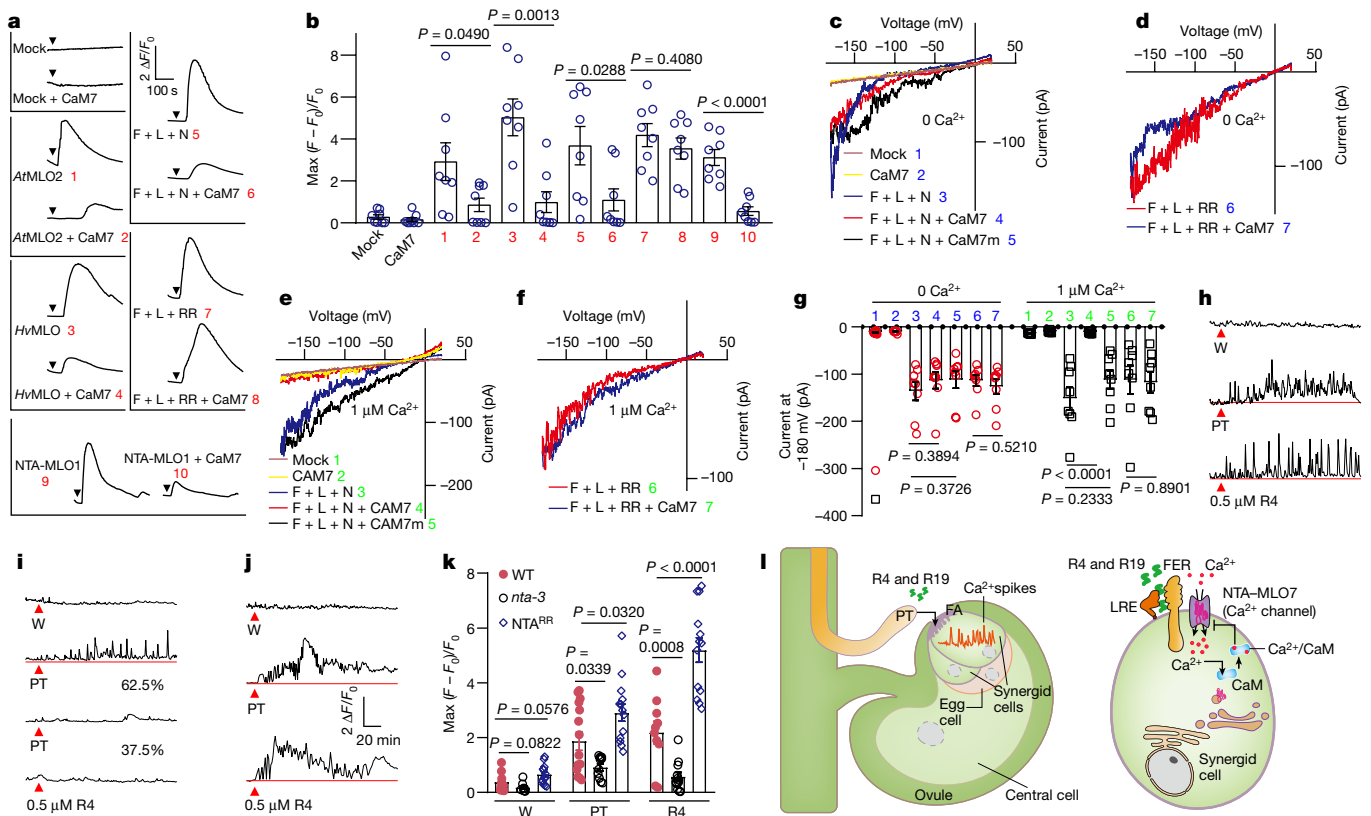 a
Mock
Mock + CaM7
2 ΔF/F0
100 s
F + L + N 5
AtMLO2 1
F + L + N + CaM7 6
AtMLO2 + CaM7 2
HvMLO 3
F + L + RR 7
HvMLO + CaM7 4
F + L + RR + CaM7 8
NTA-MLO1
9
NTA-MLO1 + CaM7
10
b
Max (F – F0)/F0
8
6
4
2
0
P = 0.0490
P = 0.0013
P = 0.0288
P = 0.4080
P < 0.0001
Mock
CaM7
1 2 3 4 5 6 7 8 9 10
c
Voltage (mV)
–150 –100 –50 50
0 Ca2+
–100
Current (pA)
Mock 1
CaM7 2
F + L + N 3
F + L + N + CaM7 4
F + L + N + CaM7m 5
d
Voltage (mV)
–150 –100 –50 50
0 Ca2+
–100
Current (pA)
F + L + RR 6
F + L + RR + CaM7 7
e
Voltage (mV)
–150 –100 –50 50
1 μM Ca2+
–100
–200
Current (pA)
Mock 1
CAM7 2
F + L + N 3
F + L + N + CAM7 4
F + L + N + CAM7m 5
f
Voltage (mV)
–150 –100 –50 50
1 μM Ca2+
–100
Current (pA)
F + L + RR 6
F + L + RR + CaM7 7
g
0 Ca2+
1 μM Ca2+
1 2 3 4 5 6 7
1 2 3 4 5 6 7
0
–100
–200
–300
–400
Current at
–180 mV (pA)
P = 0.3894
P = 0.5210
P = 0.3726
P < 0.0001
P = 0.8901
P = 0.2333
h
W
PT
0.5 μM R4
i
W
PT
62.5%
PT
37.5%
0.5 μM R4
j
W
PT
2 ΔF/F0
20 min
0.5 μM R4
k
Max (F – F0)/F0
8
6
4
2
0
WT
nta-3
NTARR
P = 0.0576
P = 0.0822
P = 0.0320
P =
0.0339
P < 0.0001
P =
0.0008
W
PT
R4
l
R4 and R19
PT
FA
Ca2+spikes
Synergid
cells
Egg
cell
Central cell
Ovule
R4 and R19
FER
Ca2+
LRE
NTA–MLO7
(Ca2+ channel)
Ca2+/CaM
Ca2+
CaM
Synergid
cell